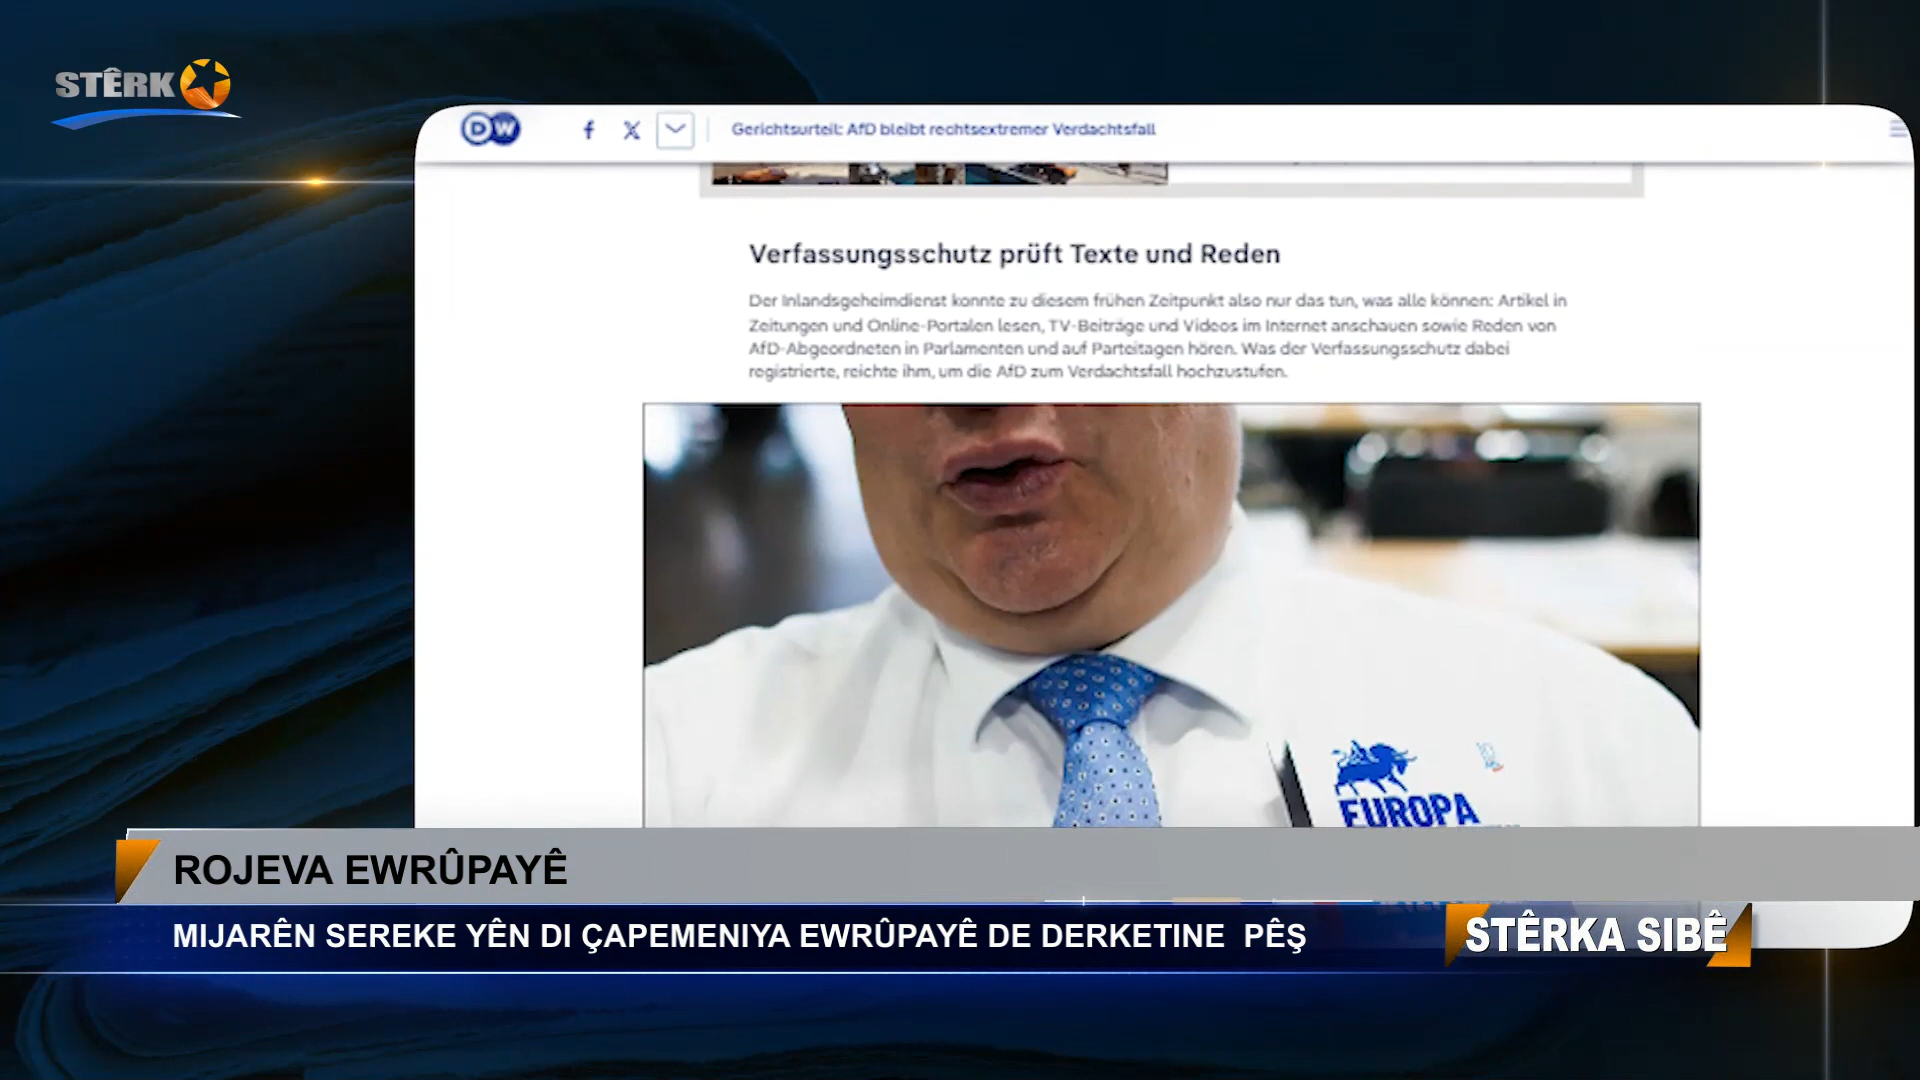 STÊRK
DW
Gerichtsurteil: AfD bleibt rechtsextremer Verdachtsfall
Verfassungsschutz prüft Texte und Reden
Der Inlandsgeheimdienst konnte zu diesem frühen Zeitpunkt also nur das tun, was alle können: Artikel in
Zeitungen und Online-Portalen lesen, TV-Beiträge und Videos im Internet anschauen sowie Reden von
AfD-Abgeordneten in Parlamenten und auf Parteitagen hören. Was der Verfassungsschutz dabei
registrierte, reichte ihm, um die AfD zum Verdachtsfall hochzustufen.
EUROPA
ROJEVA EWRÛPAYÊ
MIJARÊN SEREKE YÊN DI ÇAPEMENIYA EWRÛPAYÊ DE DERKETINE PÊŞ
STÊRKA SIBÊ